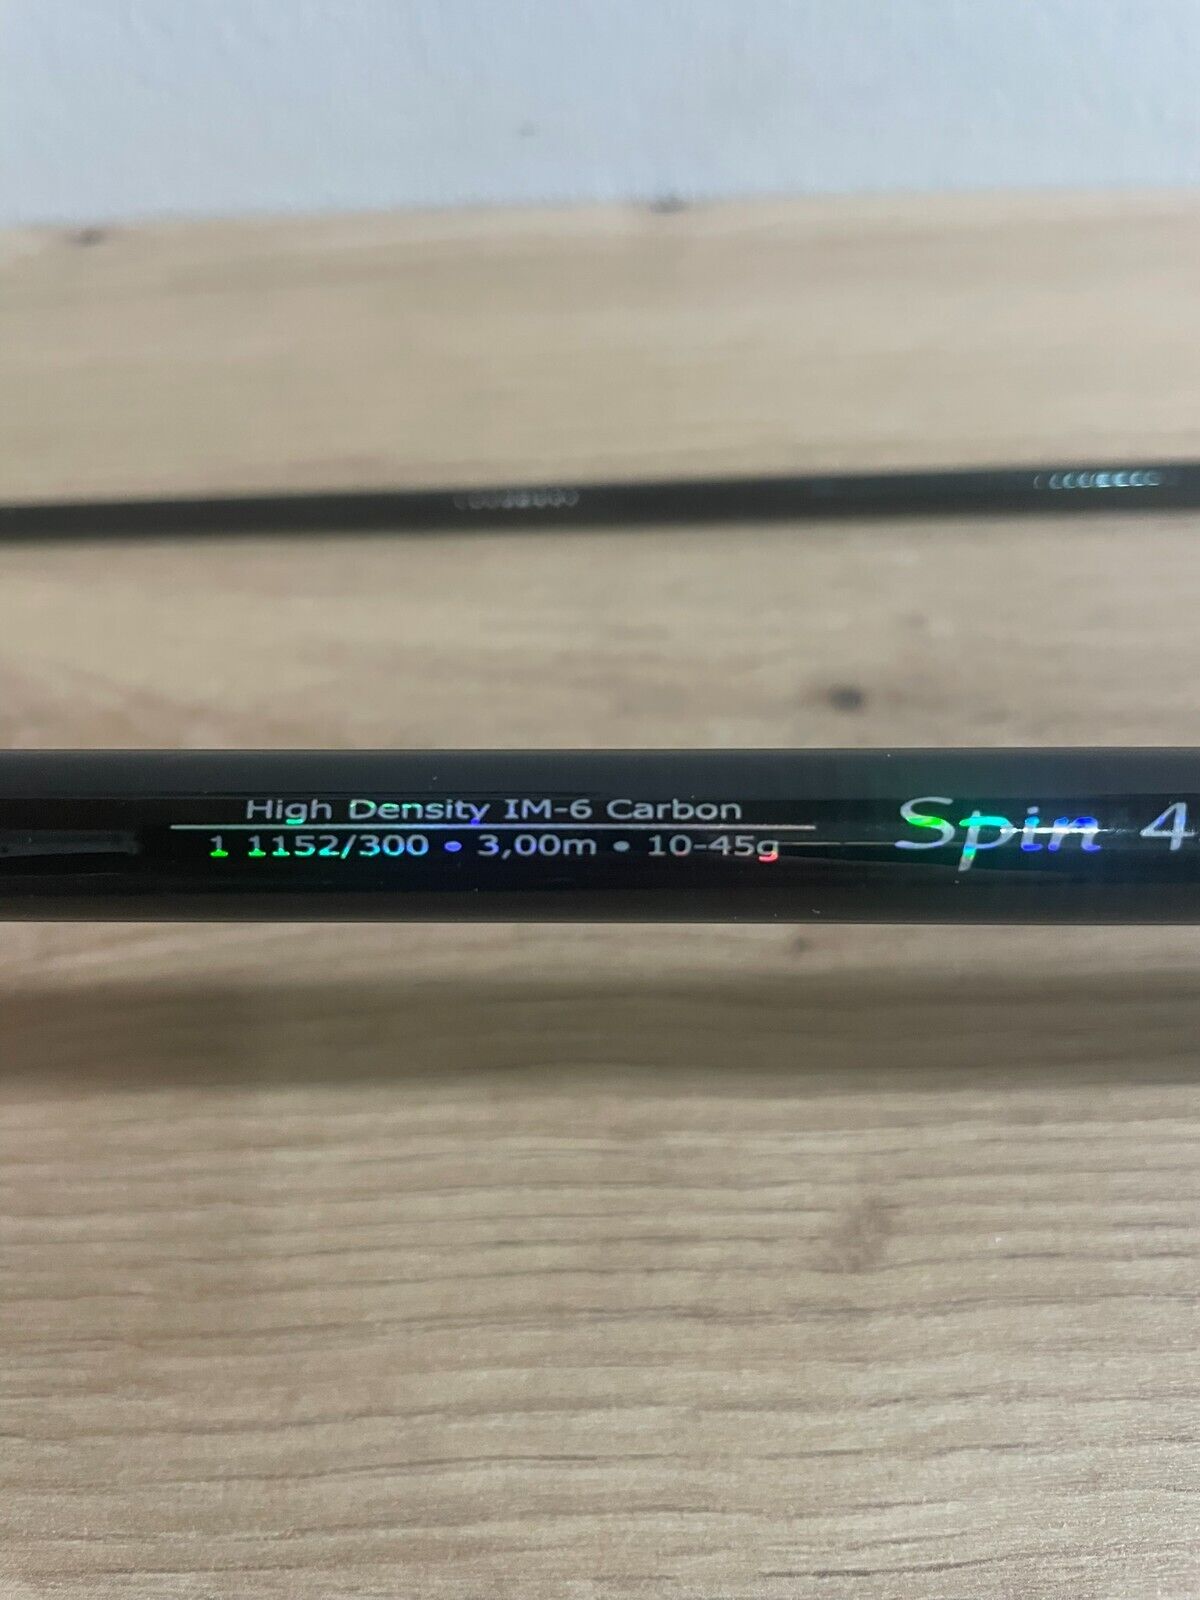 High Density IM-6 Carbon
1 1152/300 • 3,00m • 10-45g
Spin 4